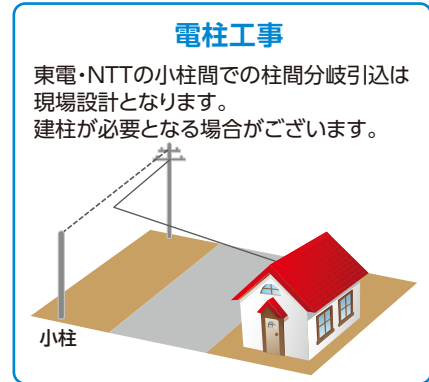 電柱工事
東電・NTTの小柱間での柱間分岐引込は
現場設計となります。
建柱が必要となる場合がございます。
小柱